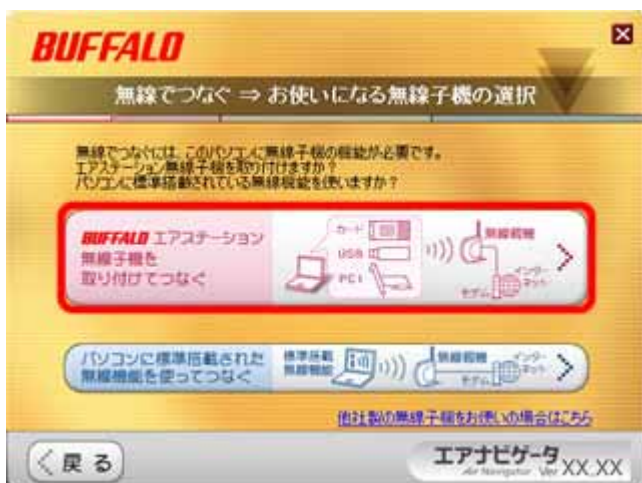 BUFFALO
無線でつなぐ ⇒ お使いになる無線子機の選択
無線でつなぐには、このパソコンに無線子機の機能が必要です。
エアステーション無線子機を取り付けますか?
パソコンに標準搭載されている無線機能を使いますか?
BUFFALO エアステーション
無線子機を
取り付けてつなぐ
カード
USB
PCI
無線親機
モデム
インターネット
パソコンに標準搭載された
無線機能を使ってつなぐ
標準搭載
無線機能
無線親機
モデム
インターネット
他社製の無線子機をお使いの場合はこちら
戻る
エアナビゲータ
Air Navigator Ver XX.XX